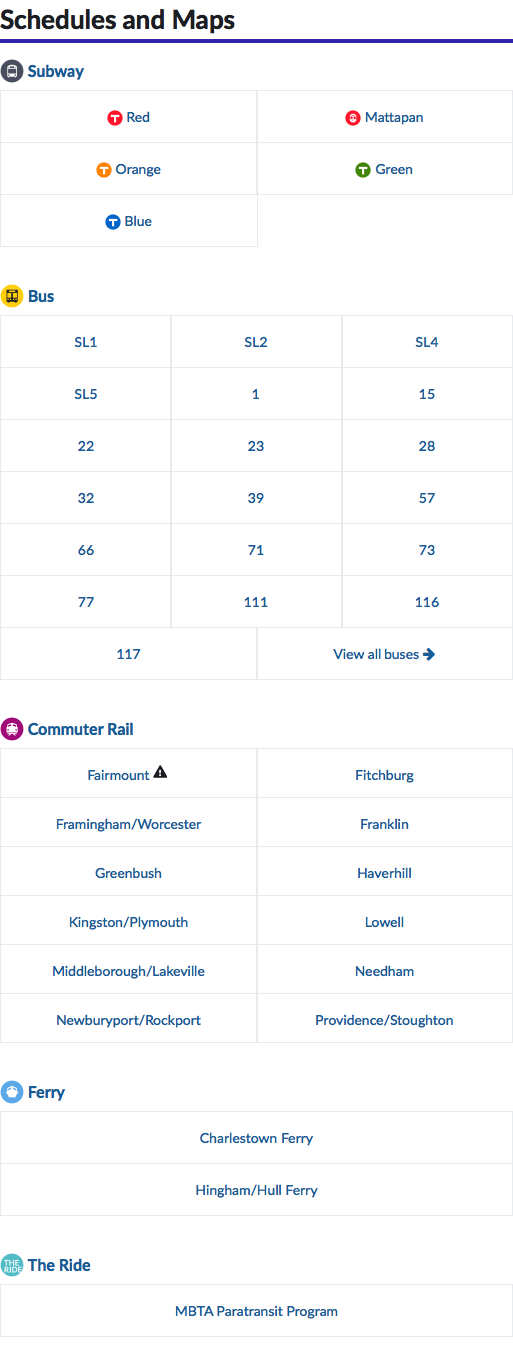 Schedules and Maps
Subway
T Red
Mattapan
T Orange
T Green
T Blue
Bus
SL1 SL2 SL4
SL5 1 15
22 23 28
32 39 57
66 71 73
77 111 116
117 View all buses
Commuter Rail
Fairmount Fitchburg
Framingham/Worcester Franklin
Greenbush Haverhill
Kingston/Plymouth Lowell
Middleborough/Lakeville Needham
Newburyport/Rockport Providence/Stoughton
Ferry
Charlestown Ferry
Hingham/Hull Ferry
THE RIDE The Ride
MBTA Paratransit Program